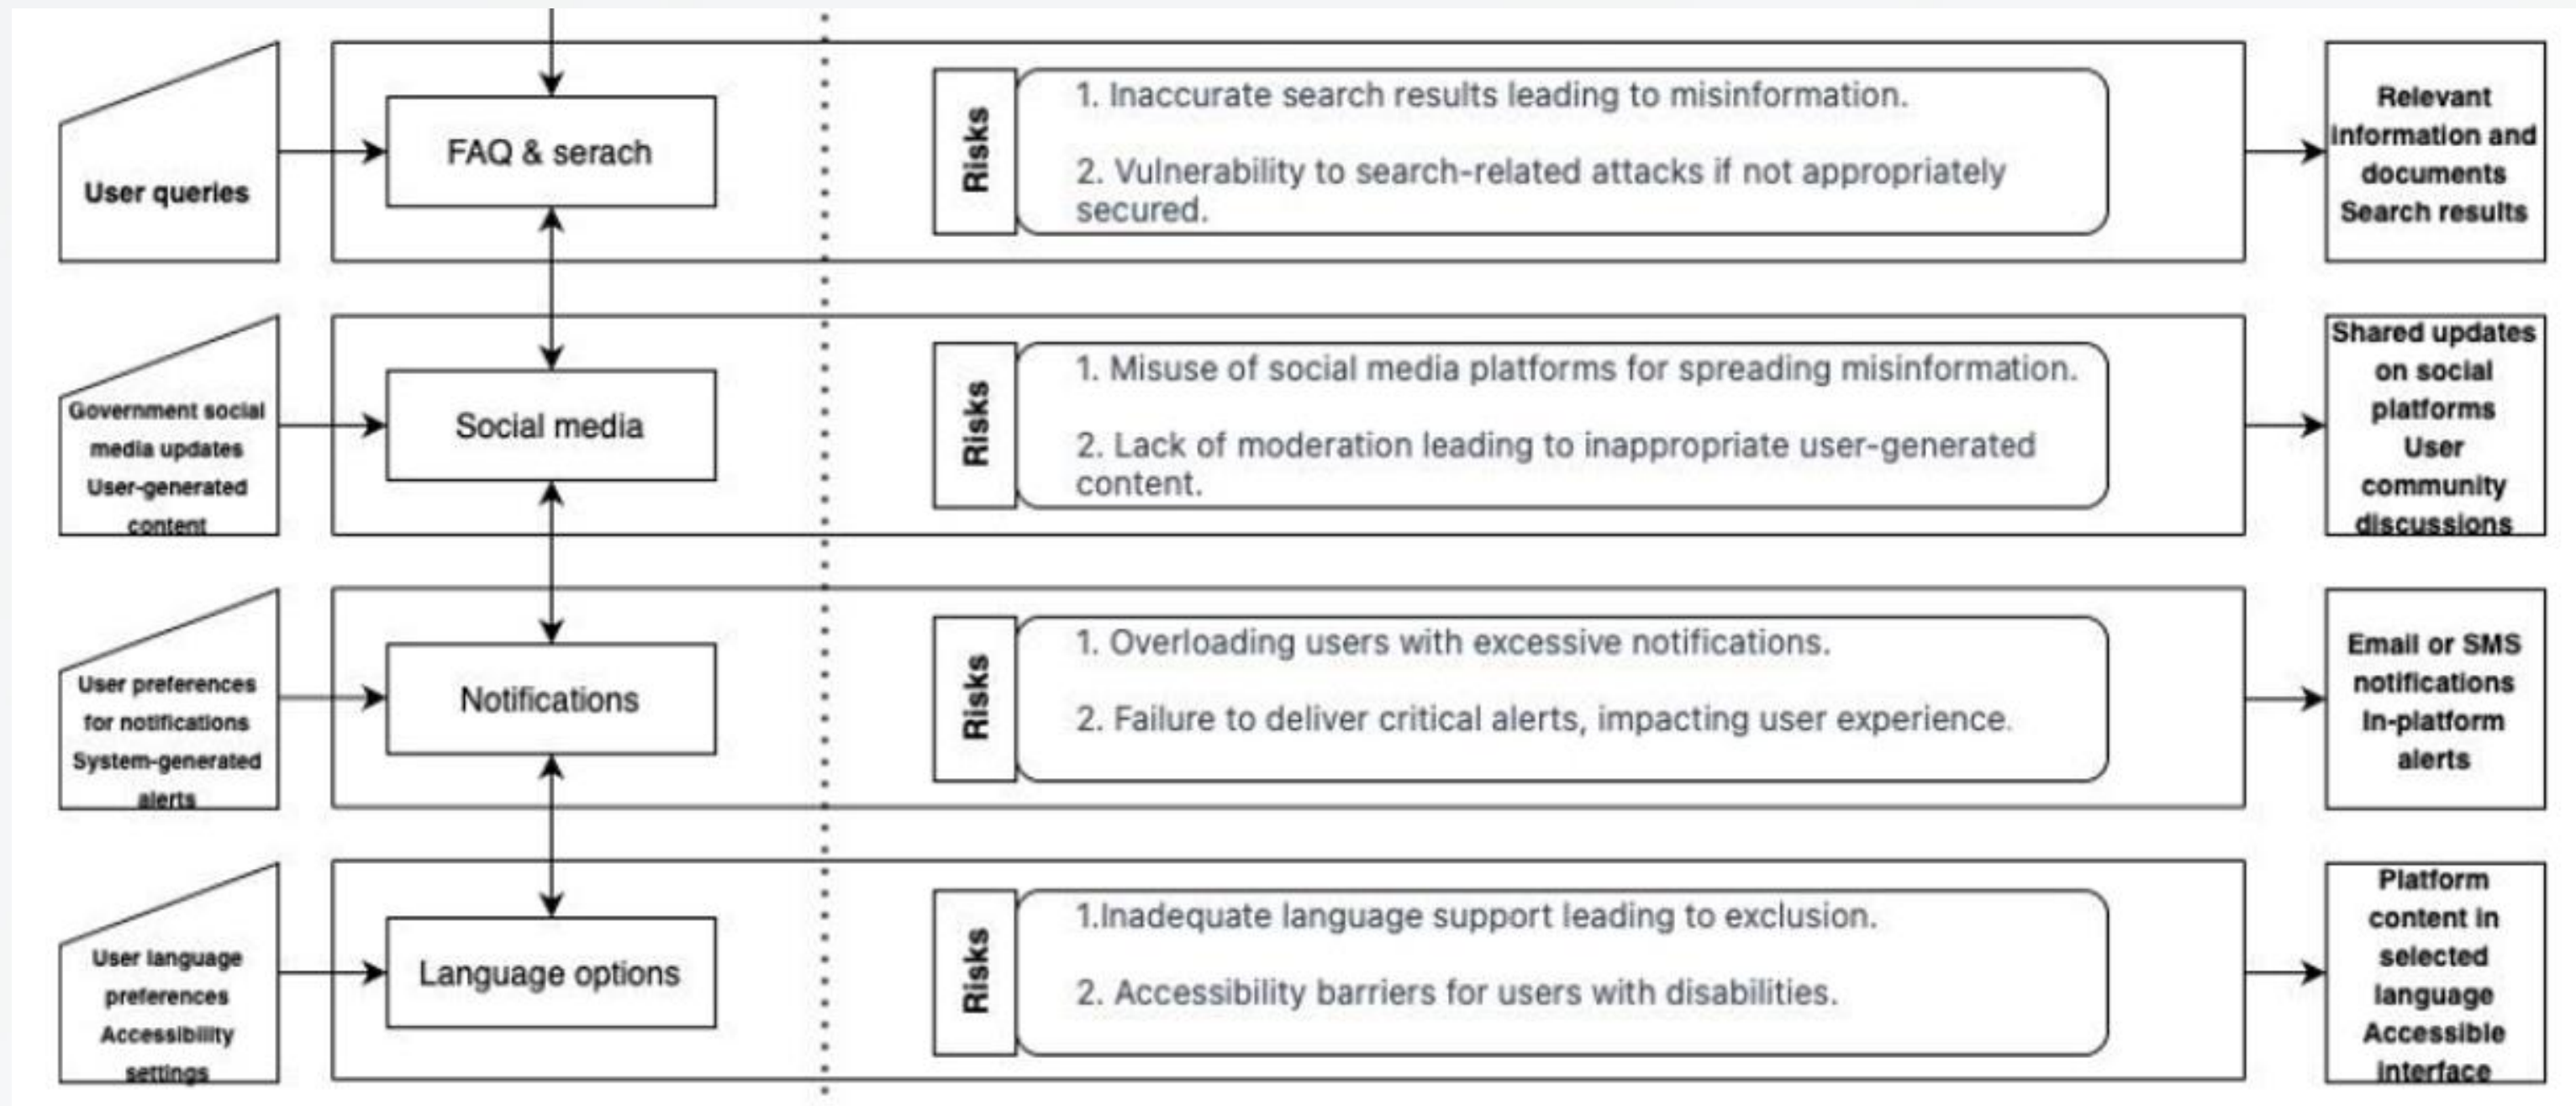 User queries
FAQ & serach
Risks
1. Inaccurate search results leading to misinformation.
2. Vulnerability to search-related attacks if not appropriately
secured.
Relevant
information and
documents
Search results
Government social
media updates
User-generated
content
Social media
Risks
1. Misuse of social media platforms for spreading misinformation.
2. Lack of moderation leading to inappropriate user-generated
content.
Shared updates
on social
platforms
User
community
discussions
User preferences
for notifications
System-generated
alerts
Notifications
Risks
1. Overloading users with excessive notifications.
2. Failure to deliver critical alerts, impacting user experience.
Email or SMS
notifications
In-platform
alerts
User language
preferences
Accessibility
settings
Language options
Risks
1.Inadequate language support leading to exclusion.
2. Accessibility barriers for users with disabilities.
Platform
content in
selected
language
Accessible
interface